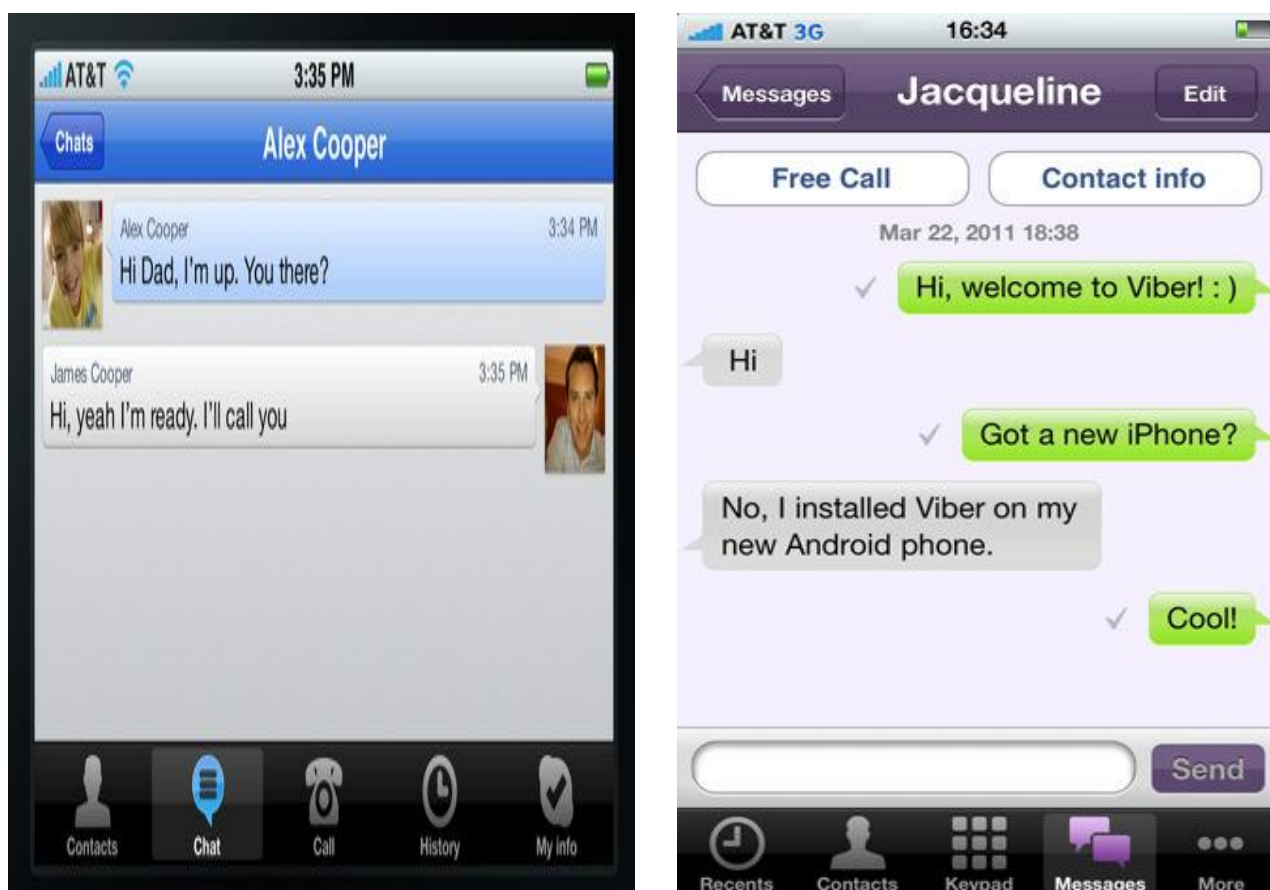 AT&T 3:35 PM
Chats Alex Cooper
Alex Cooper 3:34 PM
Hi Dad, I'm up. You there?
James Cooper 3:35 PM
Hi, yeah I'm ready. I'll call you
Contacts Chat Call History My info
AT&T 3G 16:34
Messages Jacqueline Edit
Free Call Contact info
Mar 22, 2011 18:38
Hi, welcome to Viber! : )
Hi
Got a new iPhone?
No, I installed Viber on my
new Android phone.
Cool!
Send
Recents Contacts Keypad Messages More